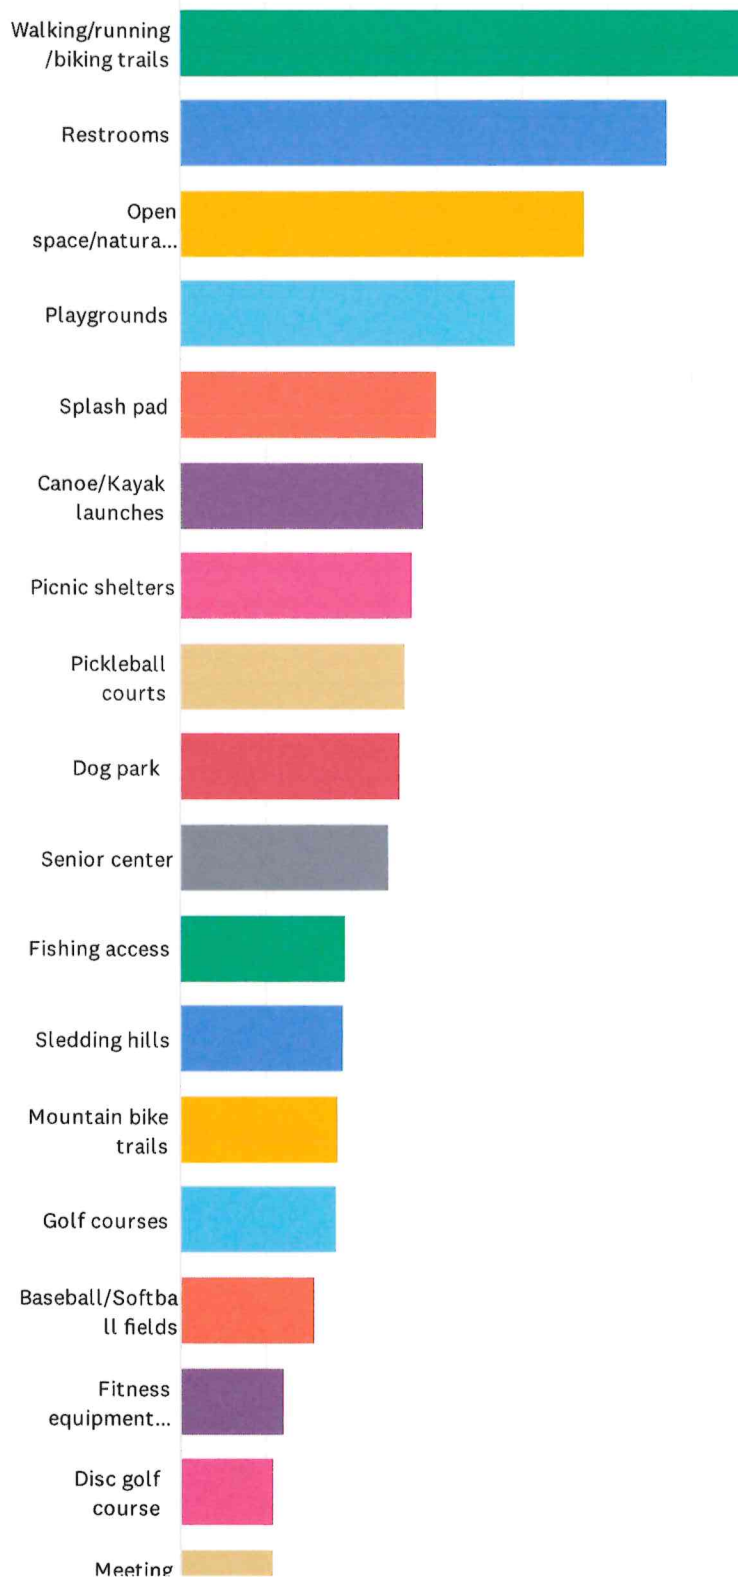 Walking/running
/biking trails
Restrooms
Open
space/natura...
Playgrounds
Splash pad
Canoe/Kayak
launches
Picnic shelters
Pickleball
courts
Dog park
Senior center
Fishing access
Sledding hills
Mountain bike
trails
Golf courses
Baseball/Softba
ll fields
Fitness
equipment...
Disc golf
course
Meeting